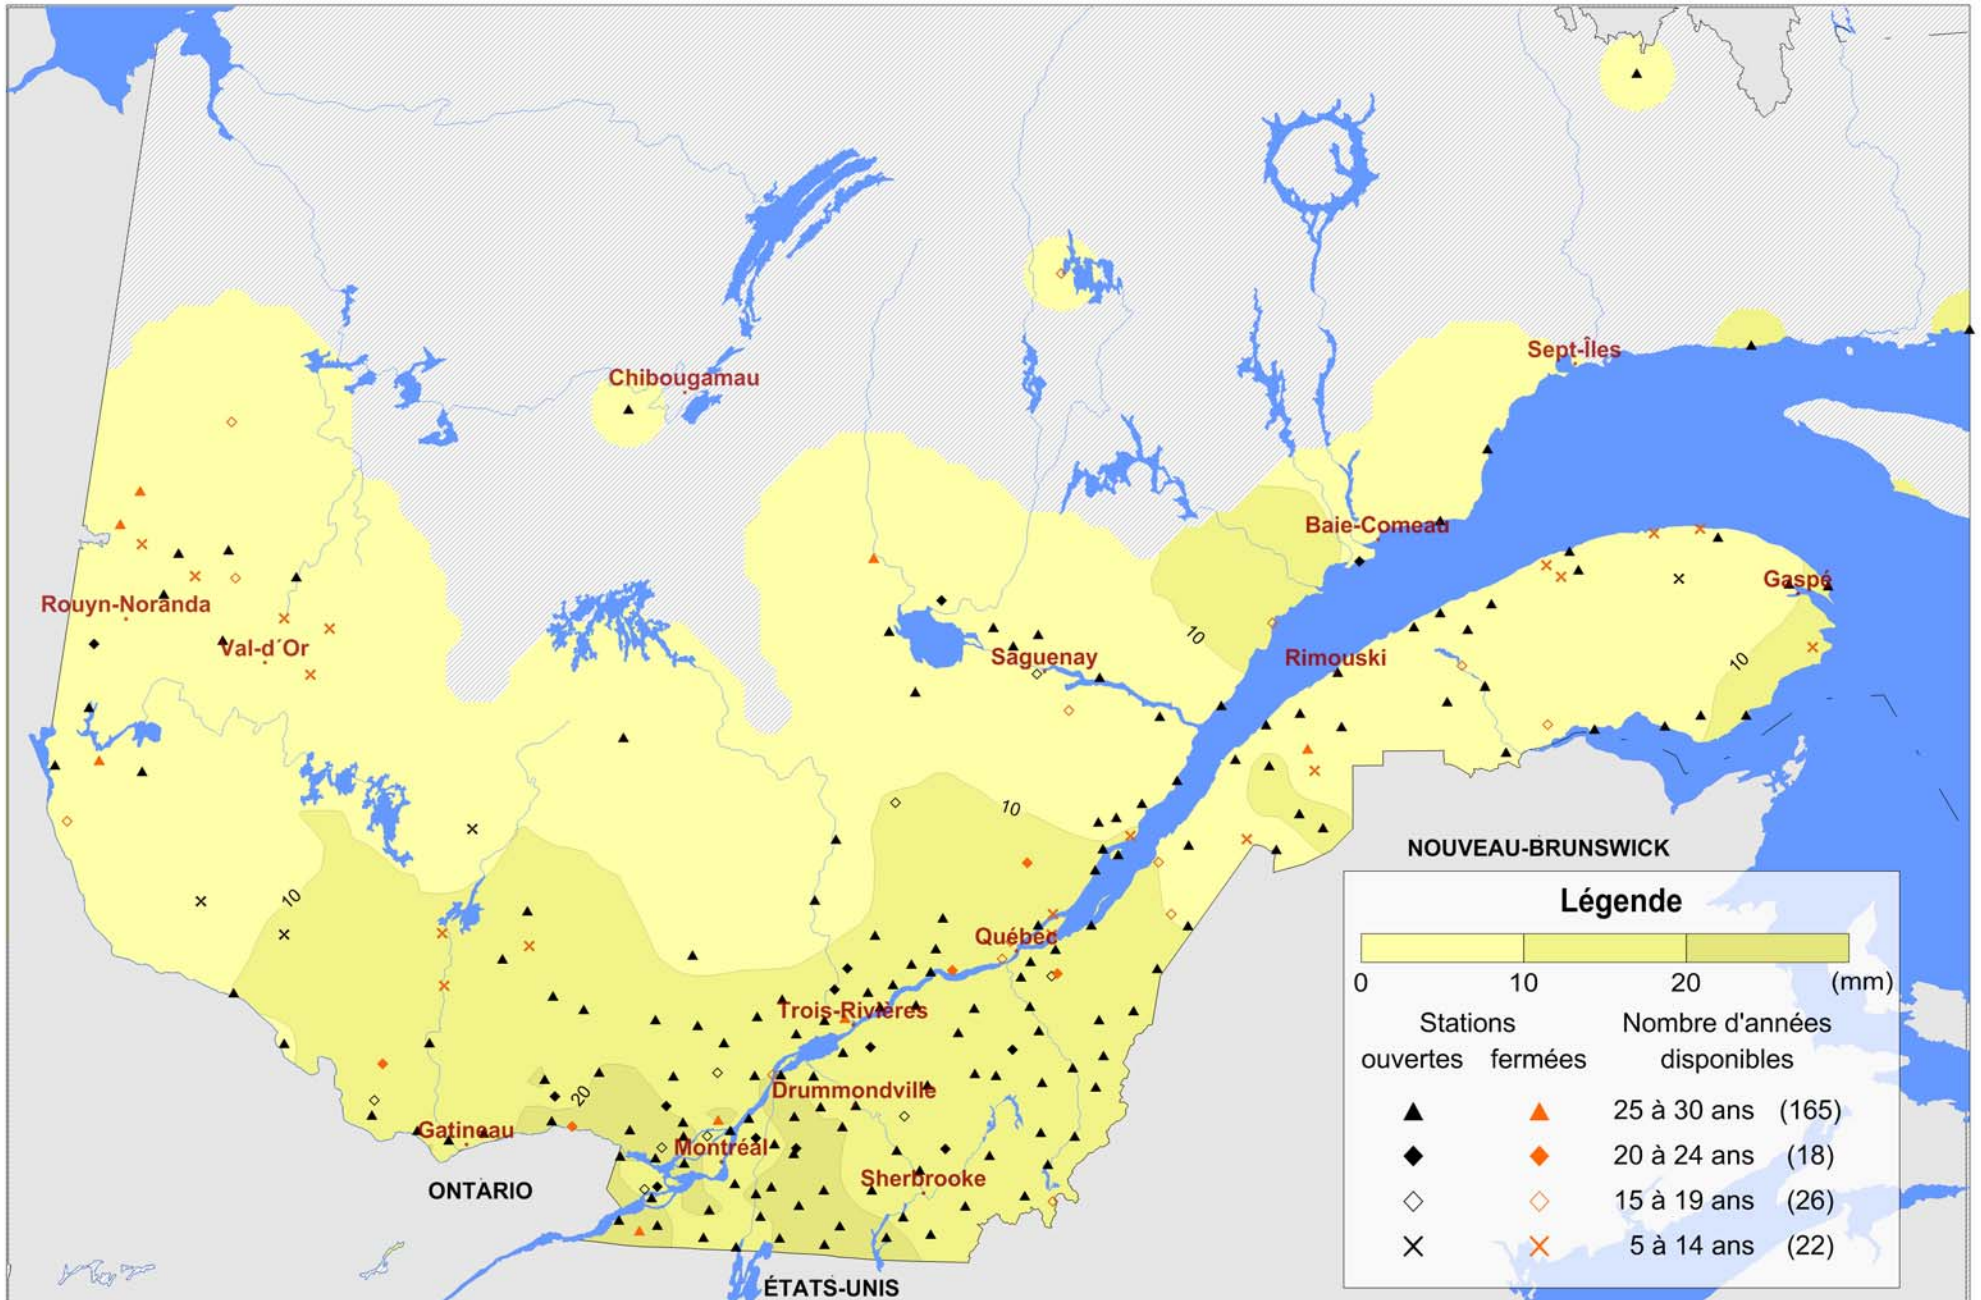 Sept-Îles
Chibougamau
Baie-Comeau
Gaspé
Rouyn-Noranda
Val-d´Or
10
Saguenay
Rimouski
10
10
NOUVEAU-BRUNSWICK
10
Québec
Trois-Rivières
Drummondville
20
Gatineau
Montréal
Sherbrooke
ONTARIO
ÉTATS-UNIS
Légende
0 10 20 (mm)
Stations Nombre d'années
ouvertes fermées disponibles
25 à 30 ans (165)
20 à 24 ans (18)
15 à 19 ans (26)
5 à 14 ans (22)